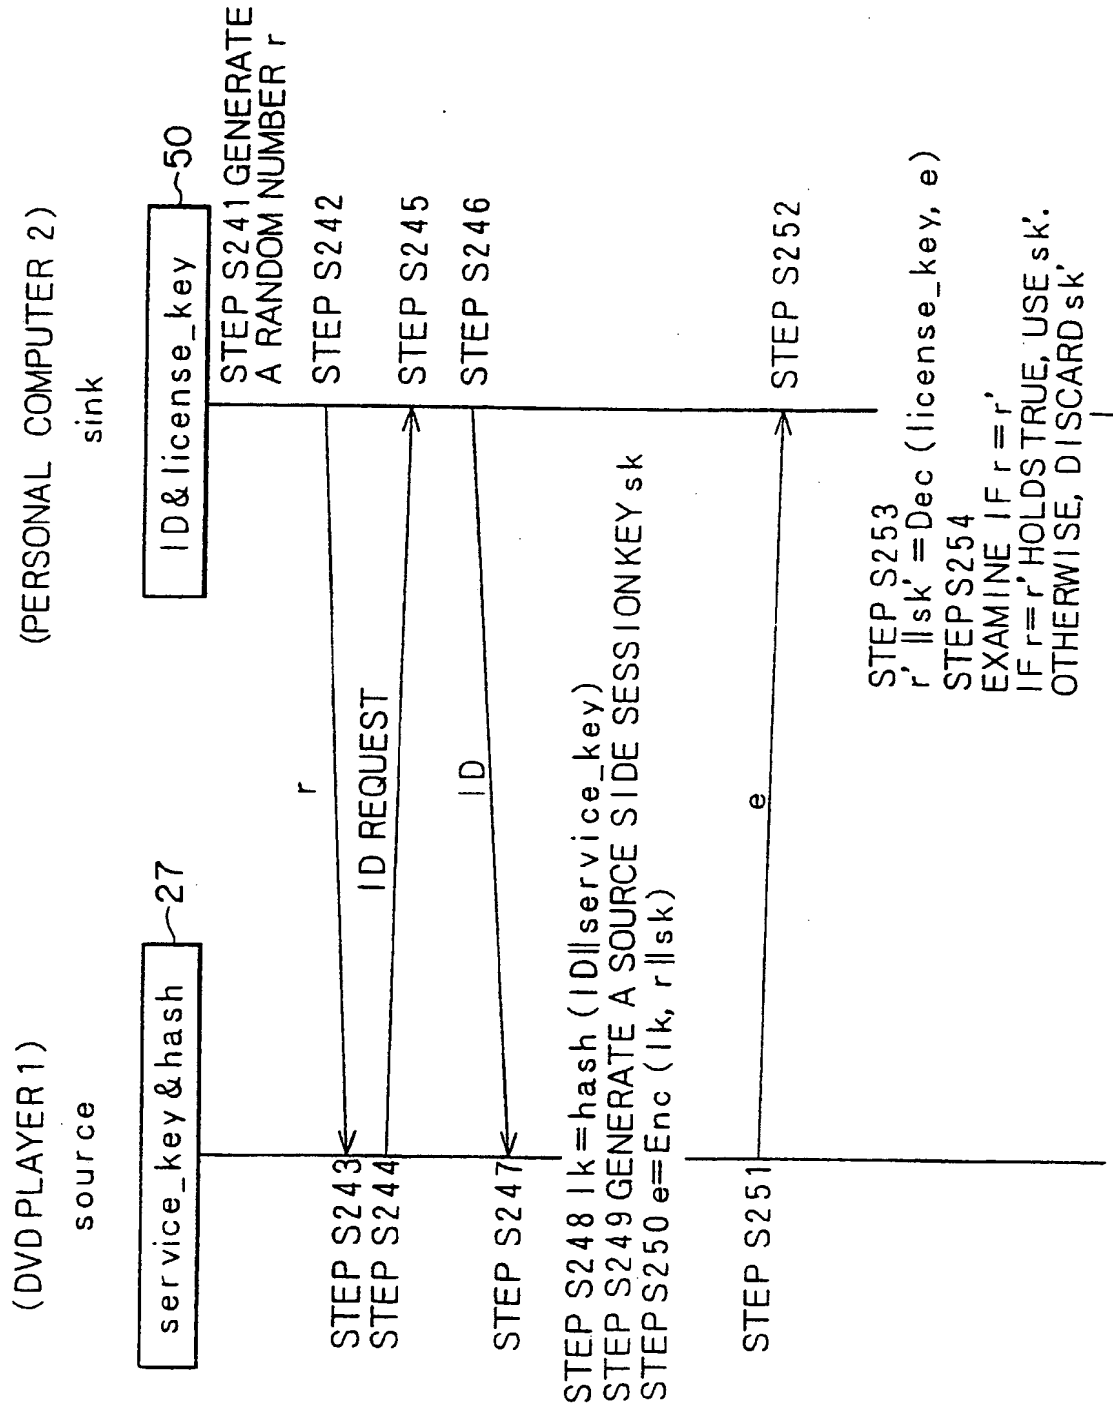 (DVD PLAYER 1)
source
service_key & hash
27
(PERSONAL COMPUTER 2)
sink
ID & license_key
50
STEP S241 GENERATE
A RANDOM NUMBER r
STEP S242
r
STEP S243
STEP S244
ID REQUEST
STEP S245
STEP S246
ID
STEP S247
STEP S248 lk=hash (ID||service_key)
STEP S249 GENERATE A SOURCE SIDE SESSION KEY sk
STEP S250 e=Enc (lk, r||sk)
STEP S251
e
STEP S252
STEP S253
r' ||sk' =Dec (license_key, e)
STEP S254
EXAMINE IF r=r'
IF r=r' HOLDS TRUE, USE sk'.
OTHERWISE, DISCARD sk'